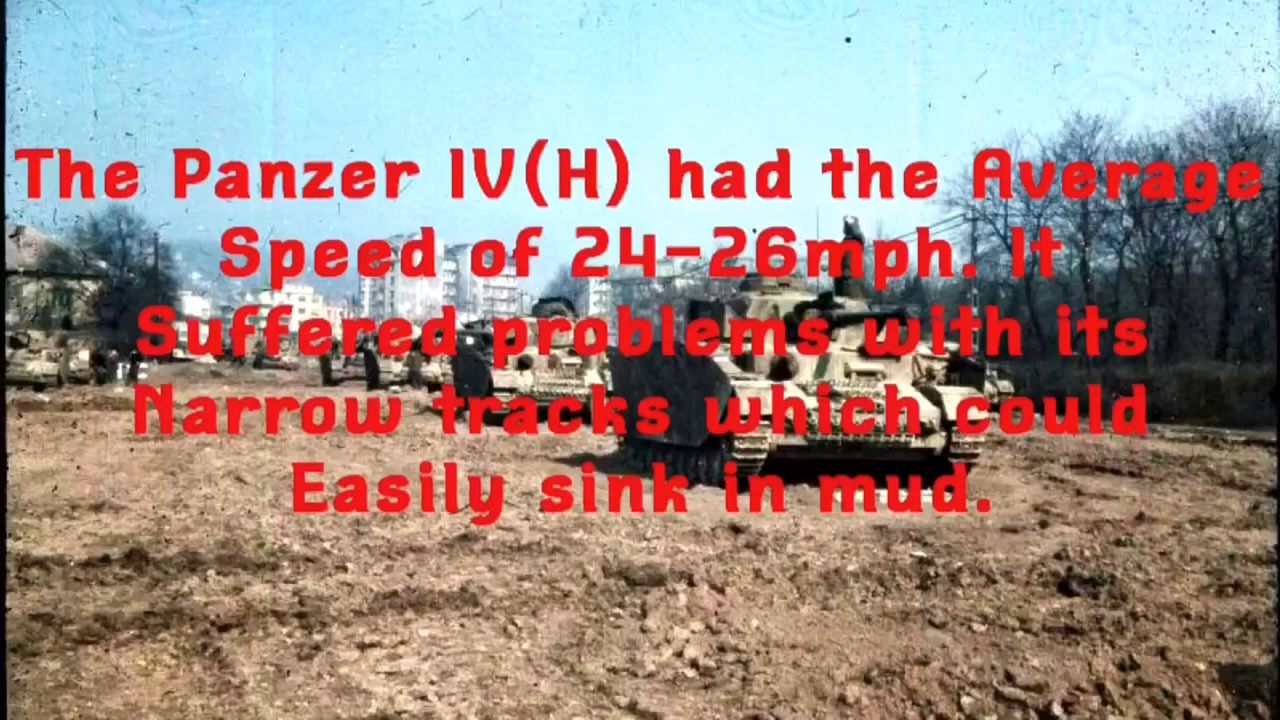 The Panzer IV(H) had the Average
Speed of 24-26mph. It
Suffered problems with its
Narrow tracks which could
Easily sink in mud.